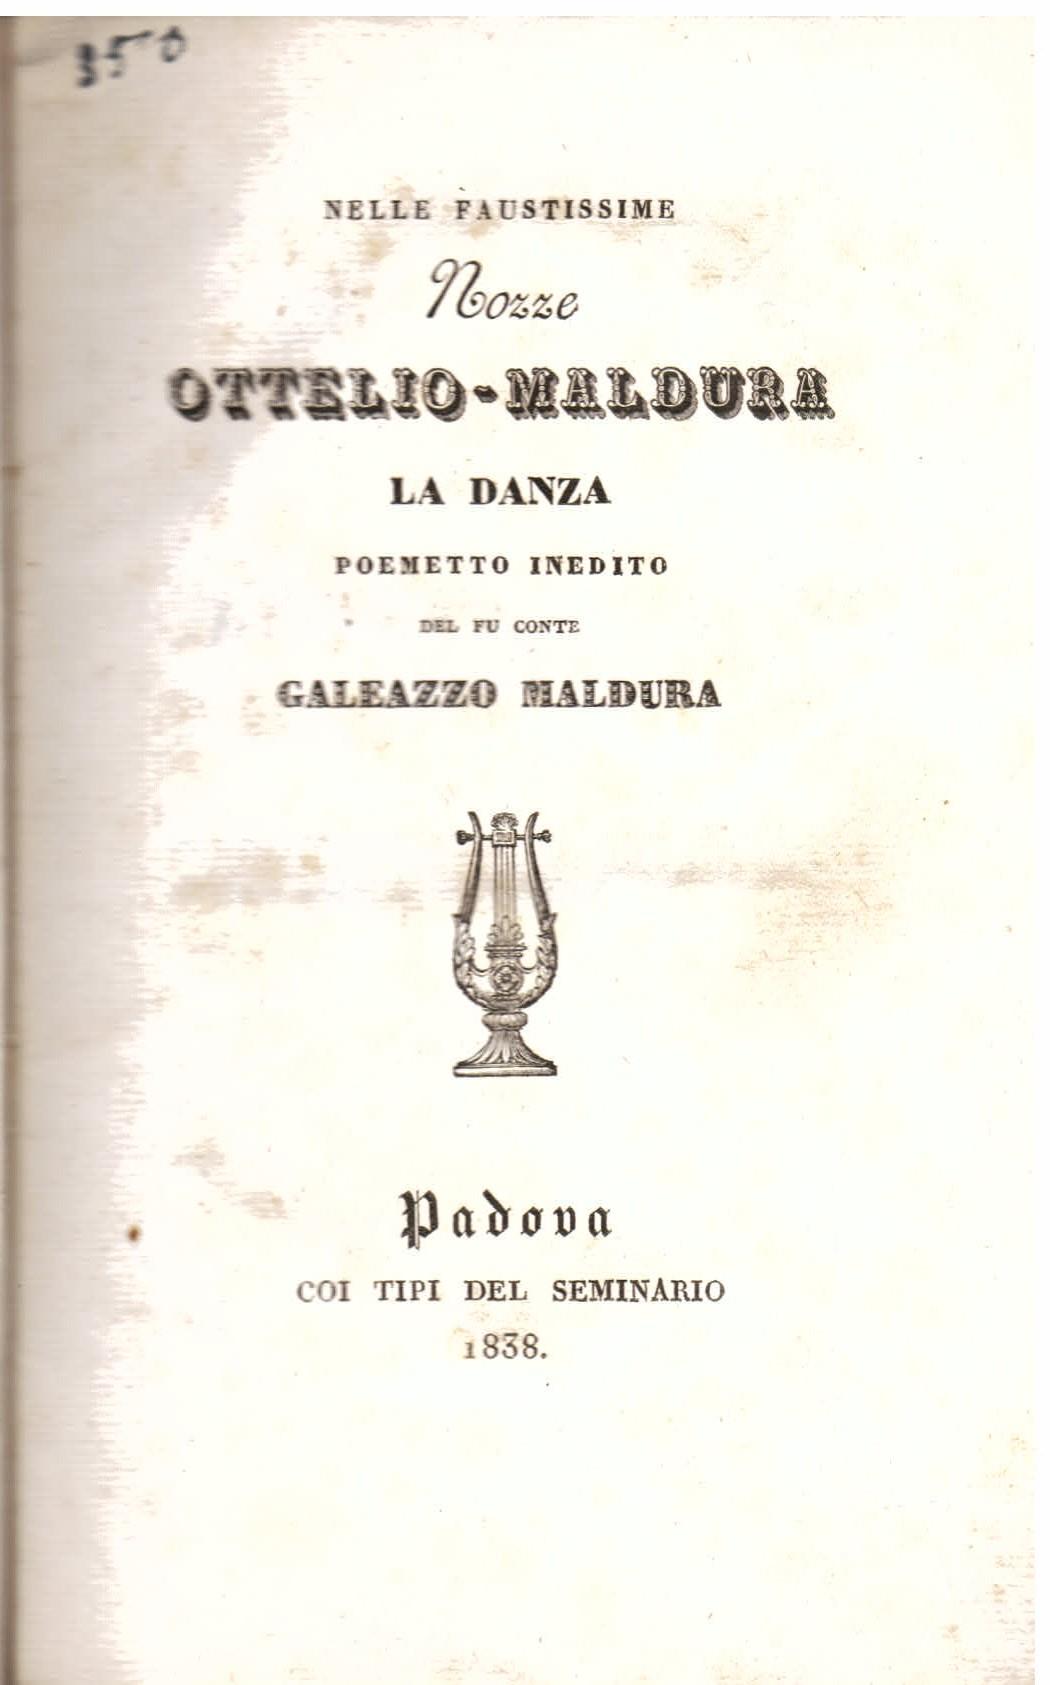 350
NELLE FAUSTISSIME
Nozze
OTTELIO-MALDURA
LA DANZA
POEMETTO INEDITO
DEL FU CONTE
GALEAZZO MALDURA
Padova
COI TIPI DEL SEMINARIO
1838.